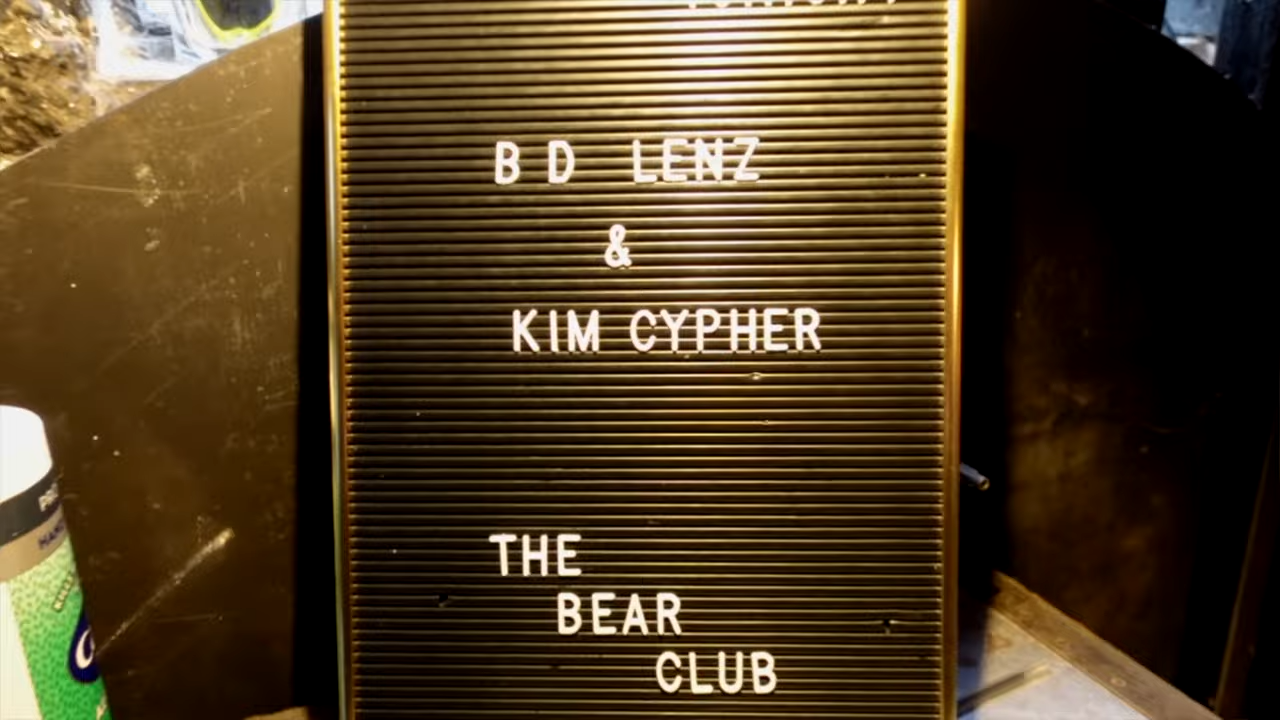 B D LENZ
&
KIM CYPHER
THE
BEAR
CLUB